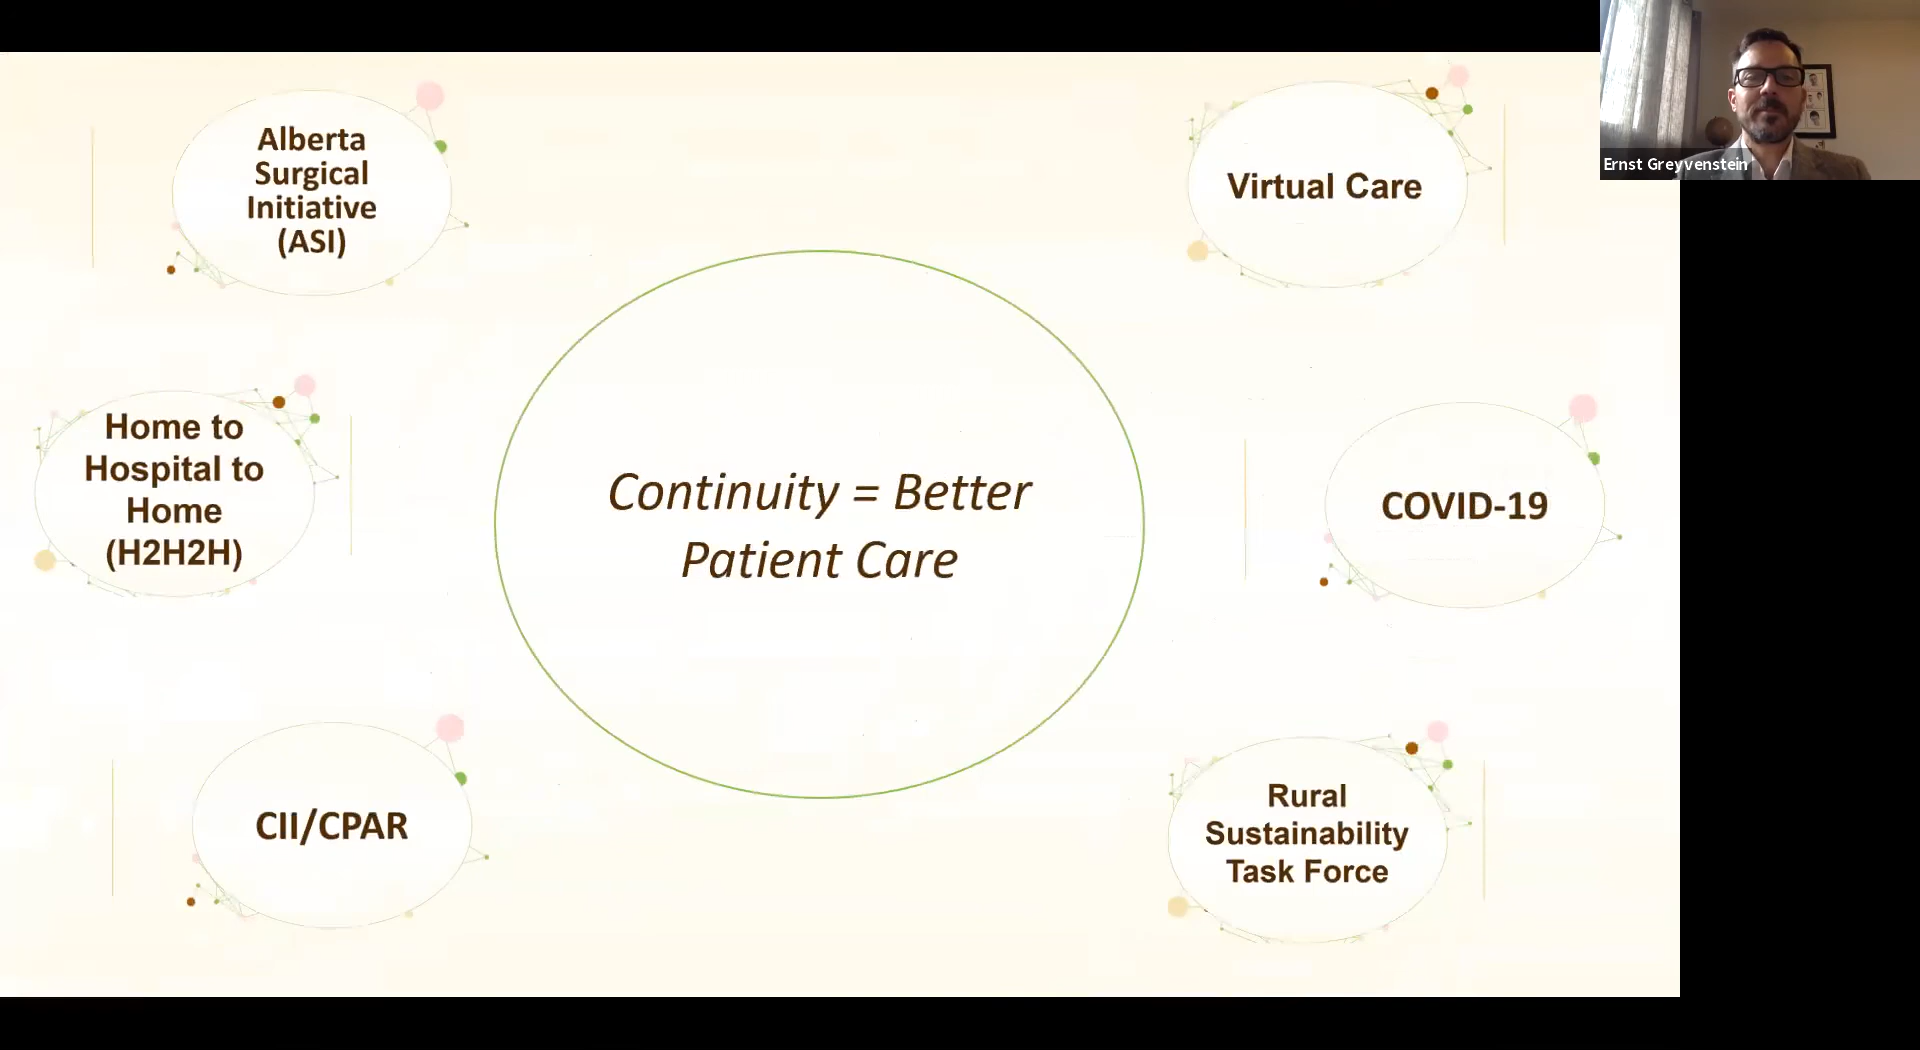 Alberta
Surgical
Initiative
(ASI)
Virtual Care
Ernst Greyvenstein
Home to
Hospital to
Home
(H2H2H)
Continuity = Better
Patient Care
COVID-19
CII/CPAR
Rural
Sustainability
Task Force